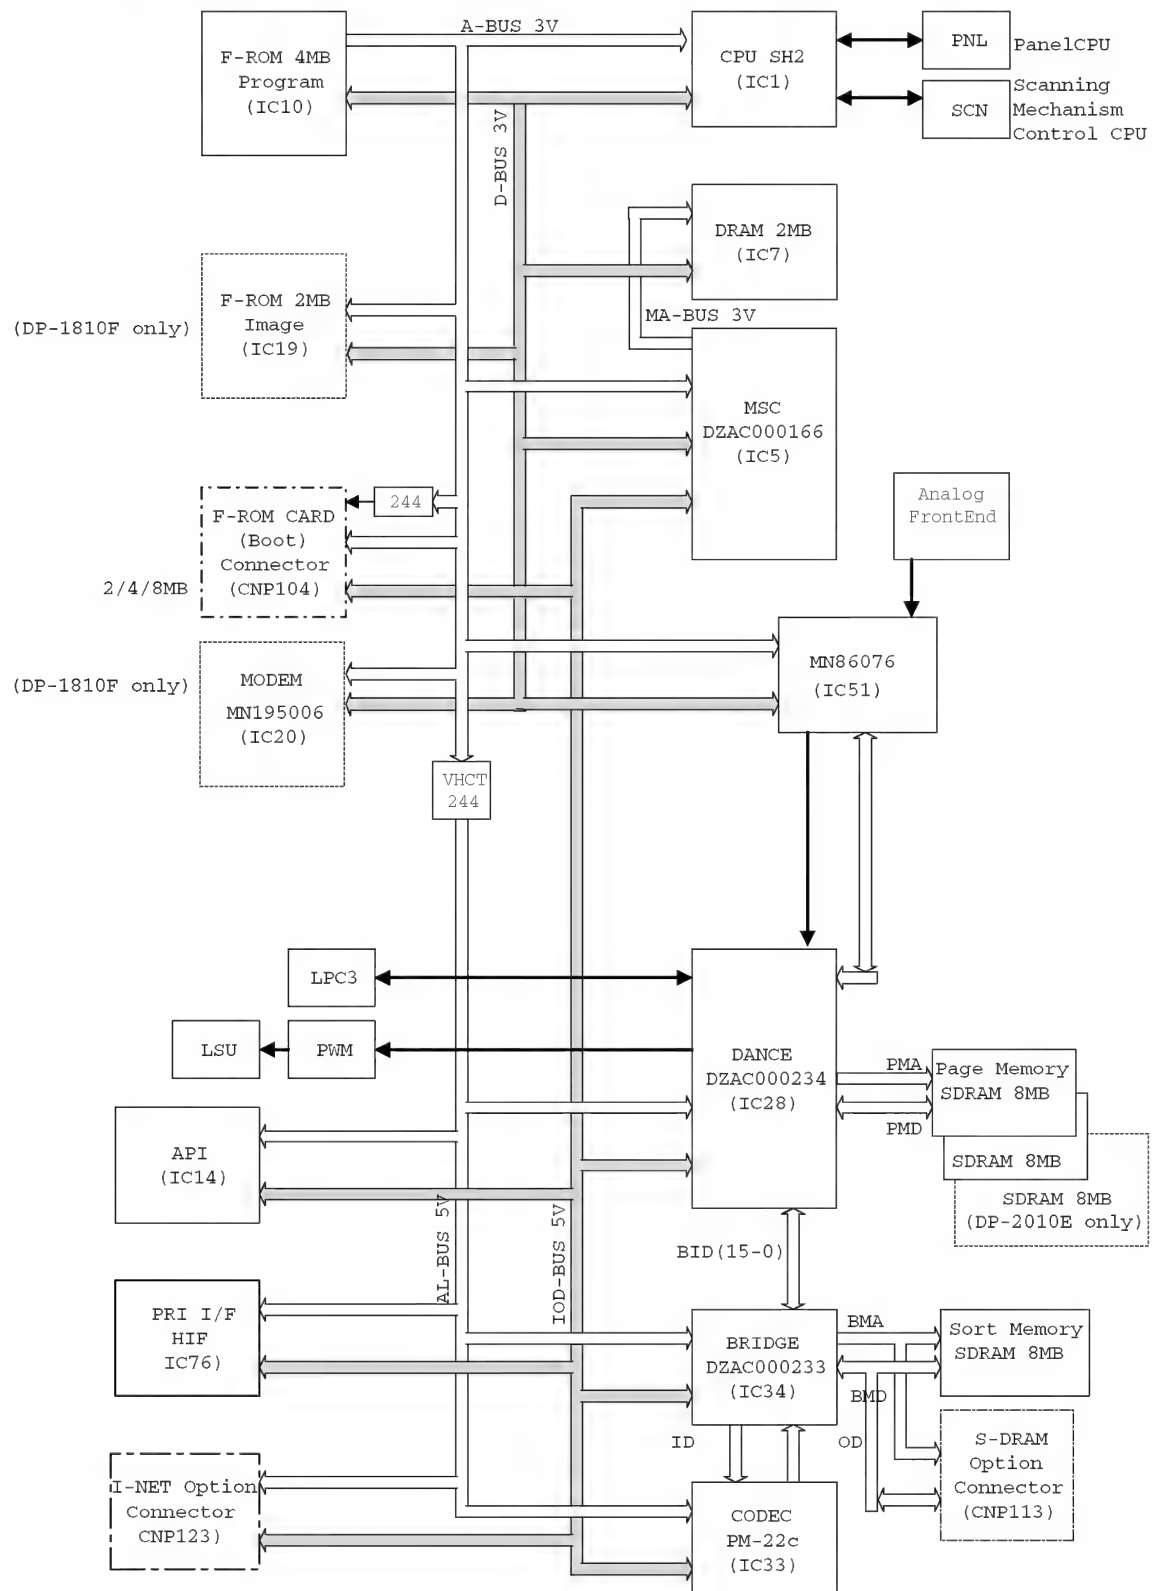 A-BUS 3V
F-ROM 4MB
Program
(IC10)
CPU SH2
(IC1)
PNL
PanelCPU
SCN
Scanning
Mechanism
Control CPU
D-BUS 3V
DRAM 2MB
(IC7)
(DP-1810F only)
F-ROM 2MB
Image
(IC19)
MA-BUS 3V
MSC
DZAC000166
(IC5)
2/4/8MB
F-ROM CARD
(Boot)
Connector
(CNP104)
244
Analog
FrontEnd
(DP-1810F only)
MODEM
MN195006
(IC20)
MN86076
(IC51)
VHCT
244
LPC3
LSU
PWM
DANCE
DZAC000234
(IC28)
PMA
PMD
Page Memory
SDRAM 8MB
SDRAM 8MB
SDRAM 8MB
(DP-2010E only)
API
(IC14)
AL-BUS 5V
IOD-BUS 5V
BID(15-0)
PRI I/F
HIF
IC76)
BRIDGE
DZAC000233
(IC34)
BMA
BMD
Sort Memory
SDRAM 8MB
ID
OD
S-DRAM
Option
Connector
(CNP113)
I-NET Option
Connector
CNP123)
CODEC
PM-22c
(IC33)